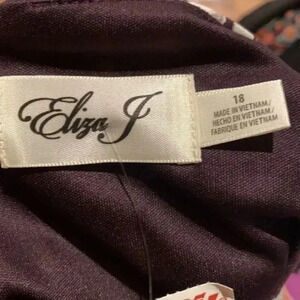 Eliza J
18
MADE IN VIETNAM/
HECHO EN VIETNAM/
FABRIQUE EN VIETNAM